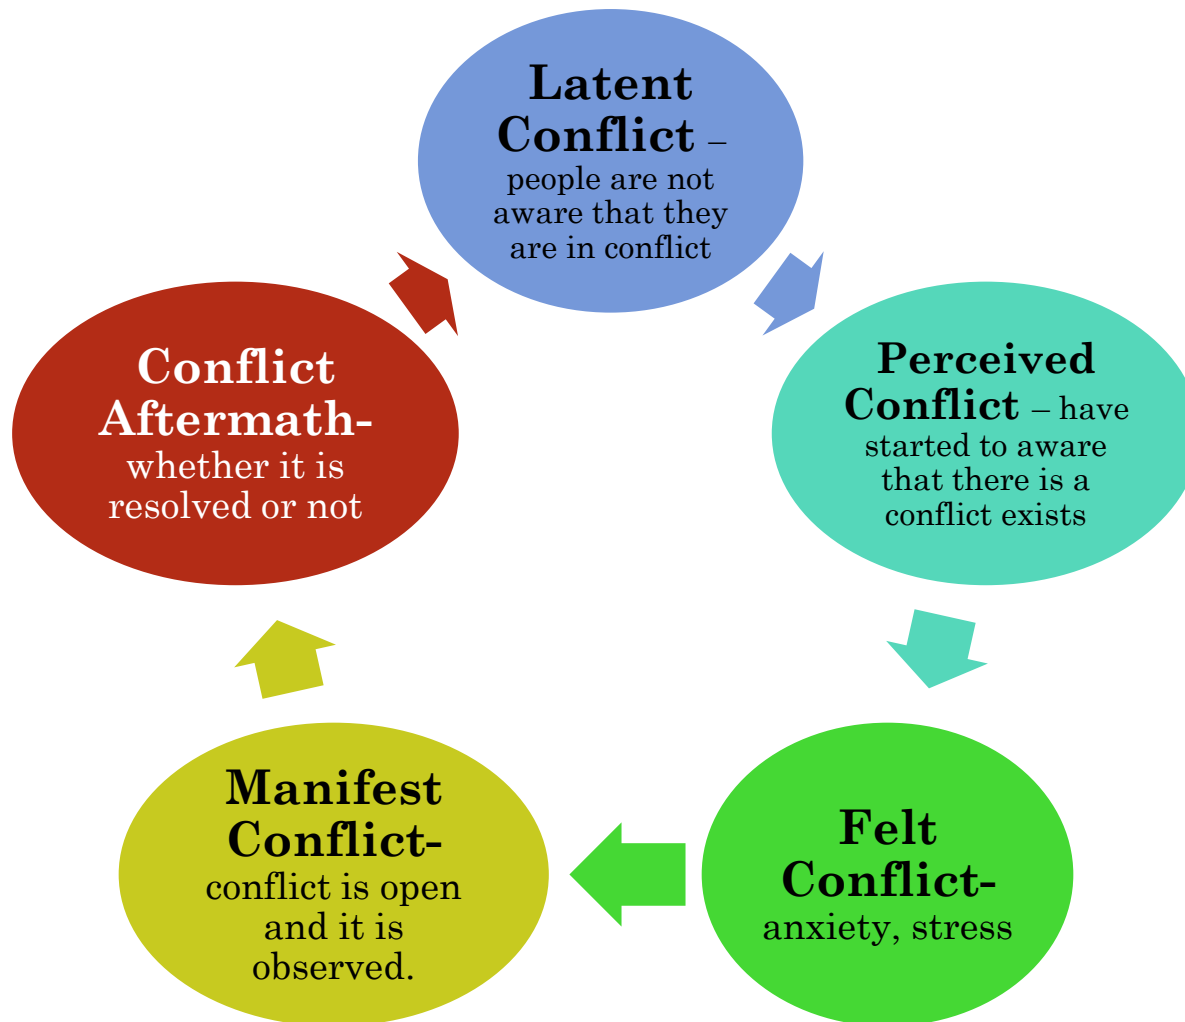 Latent
Conflict –
people are not
aware that they
are in conflict
Perceived
Conflict – have
started to aware
that there is a
conflict exists
Felt
Conflict-
anxiety, stress
Manifest
Conflict-
conflict is open
and it is
observed.
Conflict
Aftermath-
whether it is
resolved or not